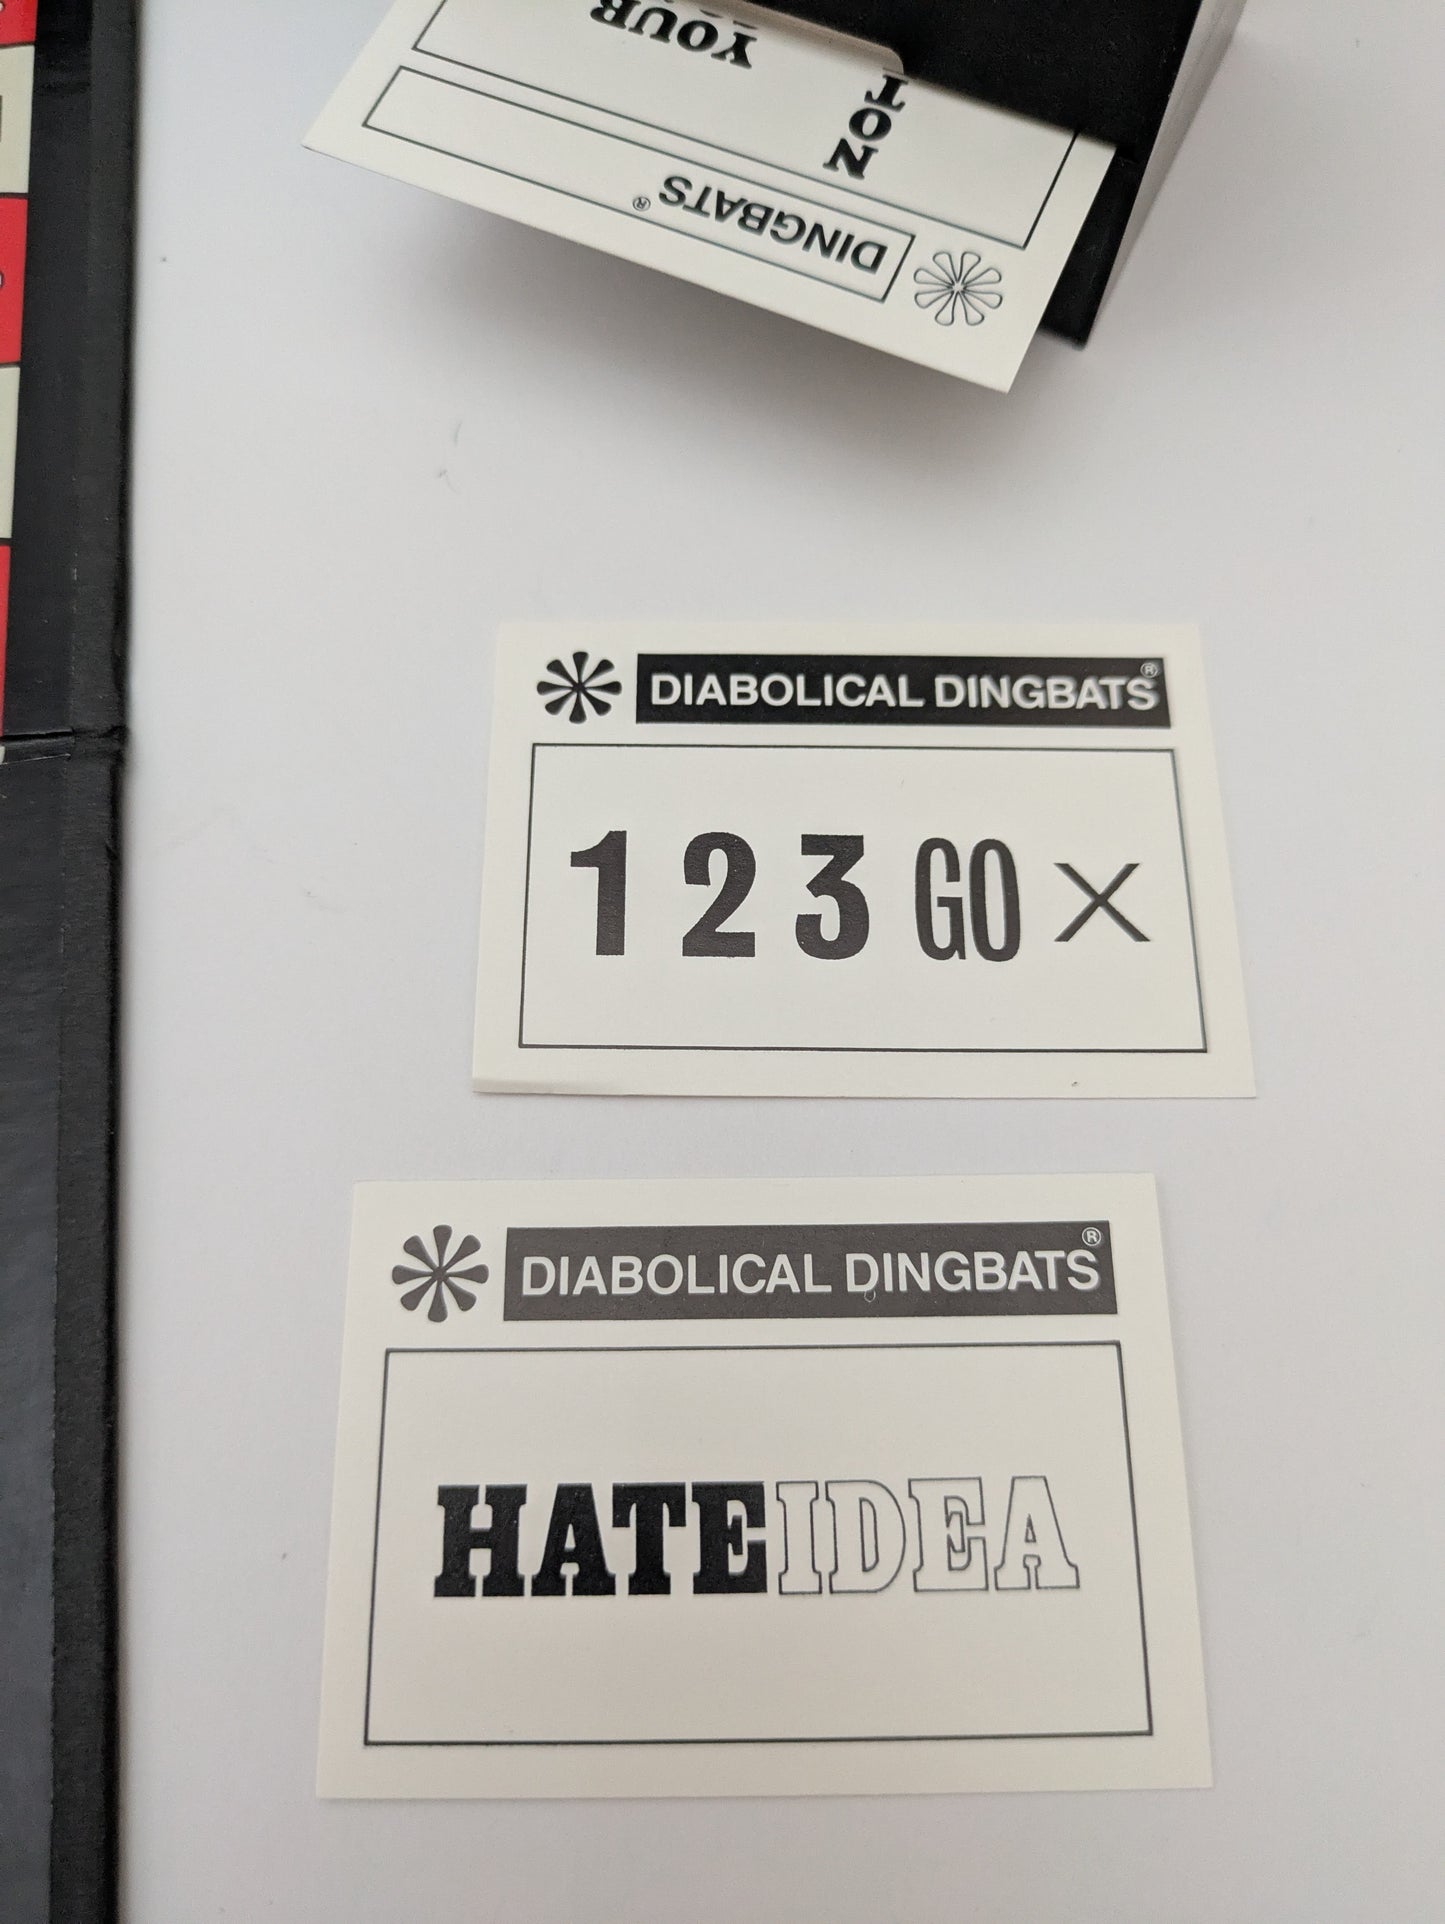 YOUR
NOT
DINGBATS®
DIABOLICAL DINGBATS®
1 2 3 GO X
DIABOLICAL DINGBATS®
HATEIDEA